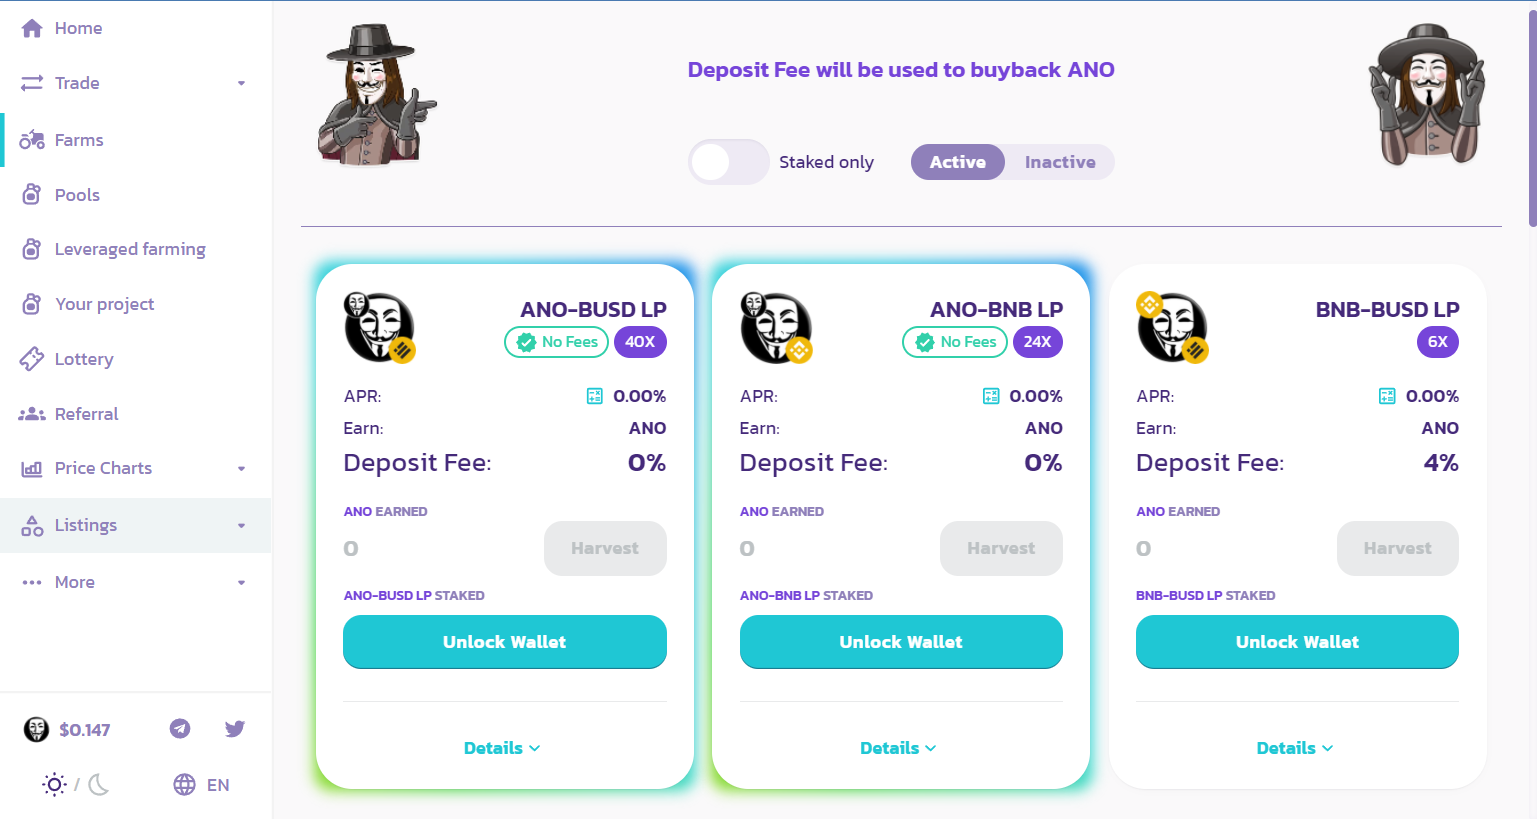 Home
Trade
Farms
Pools
Leveraged farming
Your project
Lottery
Referral
Price Charts
Listings
More
$0.147
/
EN
Deposit Fee will be used to buyback ANO
Staked only
Active
Inactive
ANO-BUSD LP
No Fees
40X
APR:
0.00%
Earn:
ANO
Deposit Fee:
0%
ANO EARNED
0
Harvest
ANO-BUSD LP STAKED
Unlock Wallet
Details
ANO-BNB LP
No Fees
24X
APR:
0.00%
Earn:
ANO
Deposit Fee:
0%
ANO EARNED
0
Harvest
ANO-BNB LP STAKED
Unlock Wallet
Details
BNB-BUSD LP
6X
APR:
0.00%
Earn:
ANO
Deposit Fee:
4%
ANO EARNED
0
Harvest
BNB-BUSD LP STAKED
Unlock Wallet
Details